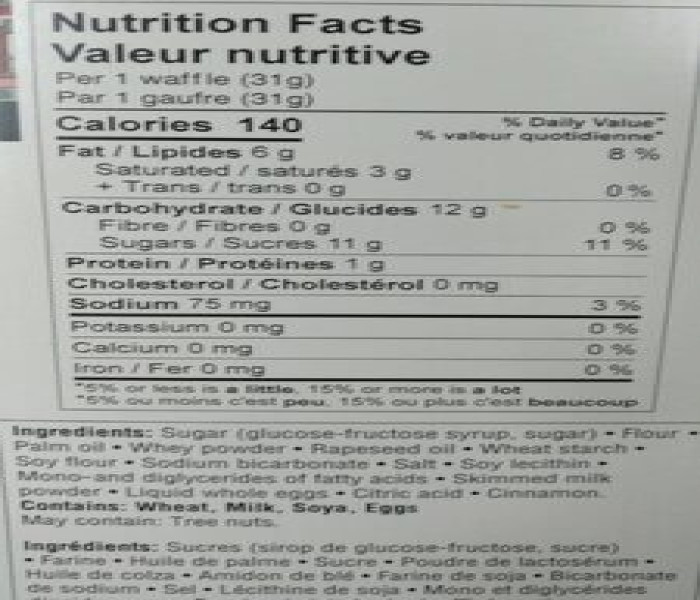 Nutrition Facts
Valeur nutritive
Per 1 waffle (31g)
Par 1 gaufre (31g)
Calories 140
% Daily Value*
% valeur quotidienne*
Fat / Lipides 6 g 8 %
Saturated / saturés 3 g
+ Trans / trans 0 g 0 %
Carbohydrate / Glucides 12 g
Fibre / Fibres 0 g 0 %
Sugars / Sucres 11 g 11 %
Protein / Protéines 1 g
Cholesterol / Cholestérol 0 mg
Sodium 75 mg 3 %
Potassium 0 mg 0 %
Calcium 0 mg 0 %
Iron / Fer 0 mg 0 %
*5% or less is a little, 15% or more is a lot
*5% ou moins c'est peu, 15% ou plus c'est beaucoup
Ingredients: Sugar (glucose-fructose syrup, sugar) • Flour •
Palm oil • Whey powder • Rapeseed oil • Wheat starch •
Soy flour • Sodium bicarbonate • Salt • Soy lecithin •
Mono-and diglycerides of fatty acids • Skimmed milk
powder • Liquid whole eggs • Citric acid • Cinnamon.
Contains: Wheat, Milk, Soya, Eggs
May contain: Tree nuts.
Ingrédients: Sucres (sirop de glucose-fructose, sucre)
• Farine • Huile de palme • Sucre • Poudre de lactosérum •
Huile de colza • Amidon de blé • Farine de soja • Bicarbonate
de sodium • Sel • Lécithine de soja • Mono et diglycérides